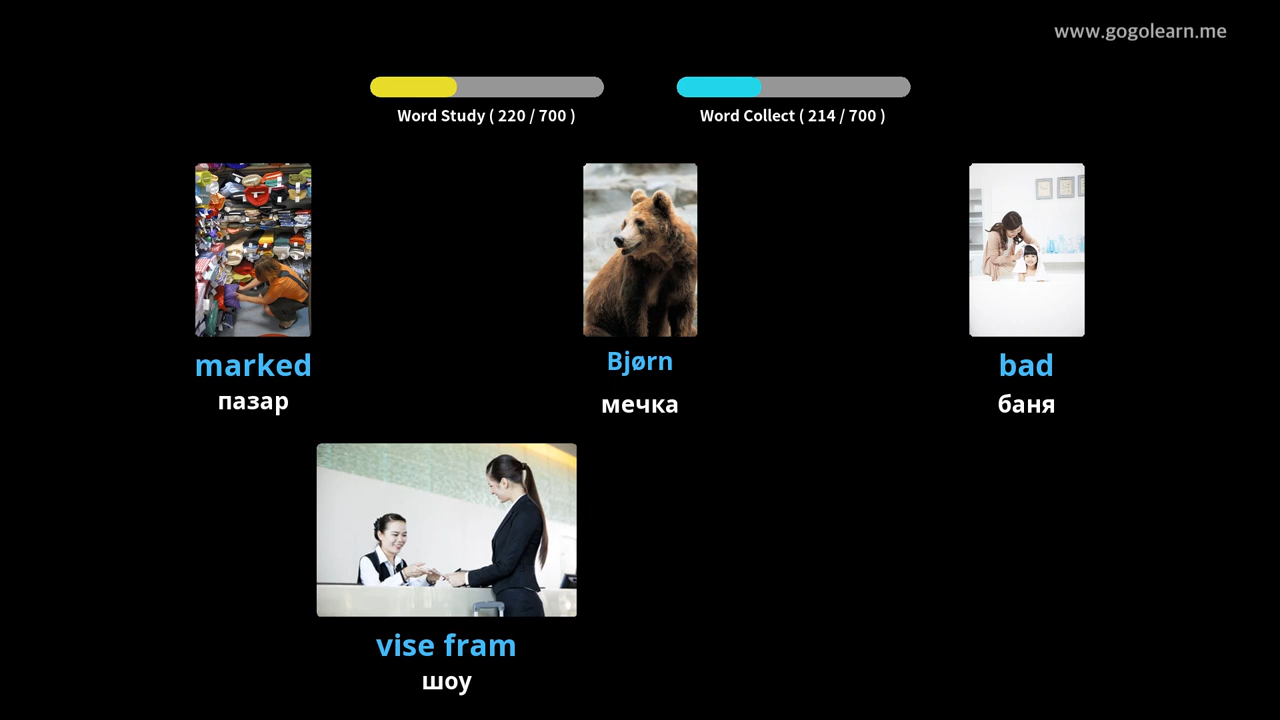 www.gogolearn.me
Word Study ( 220 / 700 )
Word Collect ( 214 / 700 )
marked
пазар
Bjørn
мечка
bad
баня
vise fram
шоу